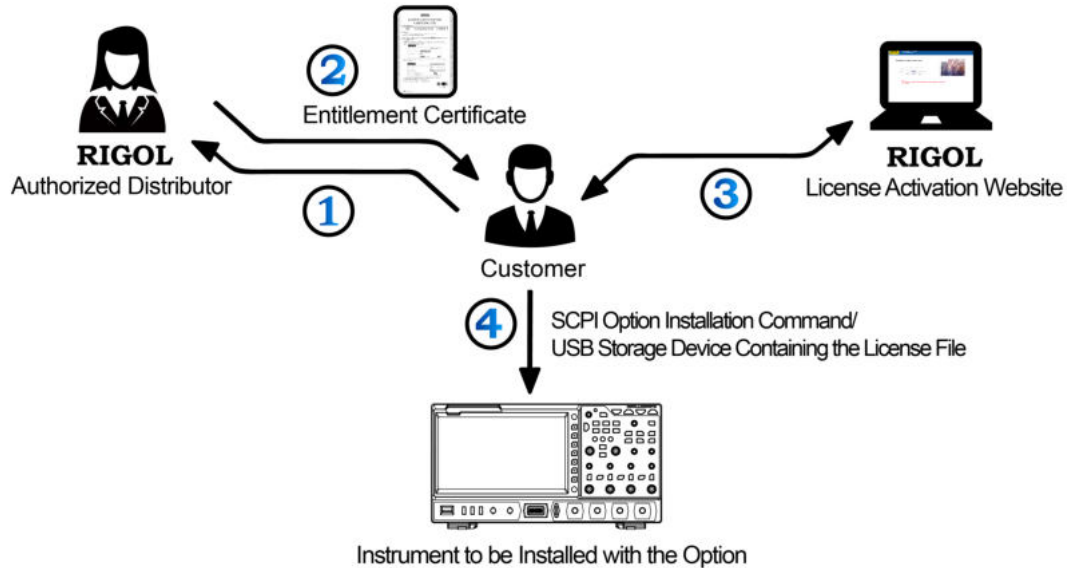 ②
Entitlement Certificate
RIGOL
Authorized Distributor
①
RIGOL
License Activation Website
③
Customer
④
SCPI Option Installation Command/
USB Storage Device Containing the License File
Instrument to be Installed with the Option